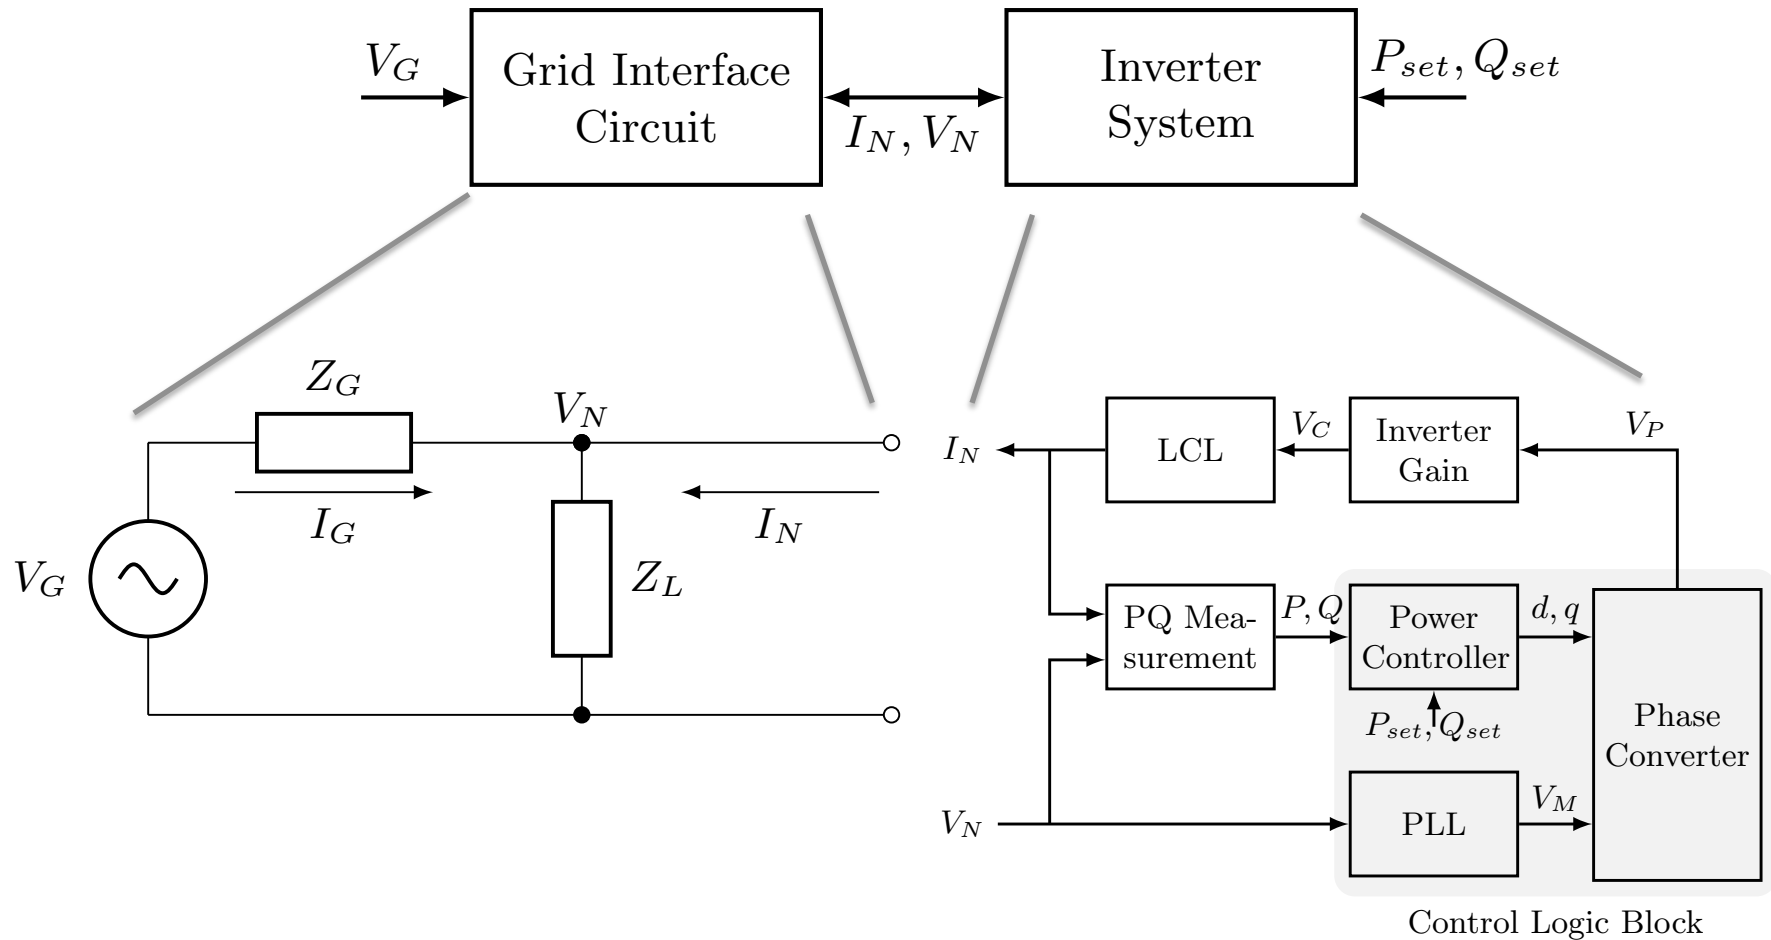 V_G
Grid Interface
Circuit
I_N, V_N
Inverter
System
P_set, Q_set
Z_G
V_N
I_G
I_N
V_G
Z_L
I_N
LCL
V_C
Inverter
Gain
V_P
PQ Mea-
surement
P, Q
Power
Controller
d, q
P_set, Q_set
Phase
Converter
V_N
PLL
V_M
Control Logic Block